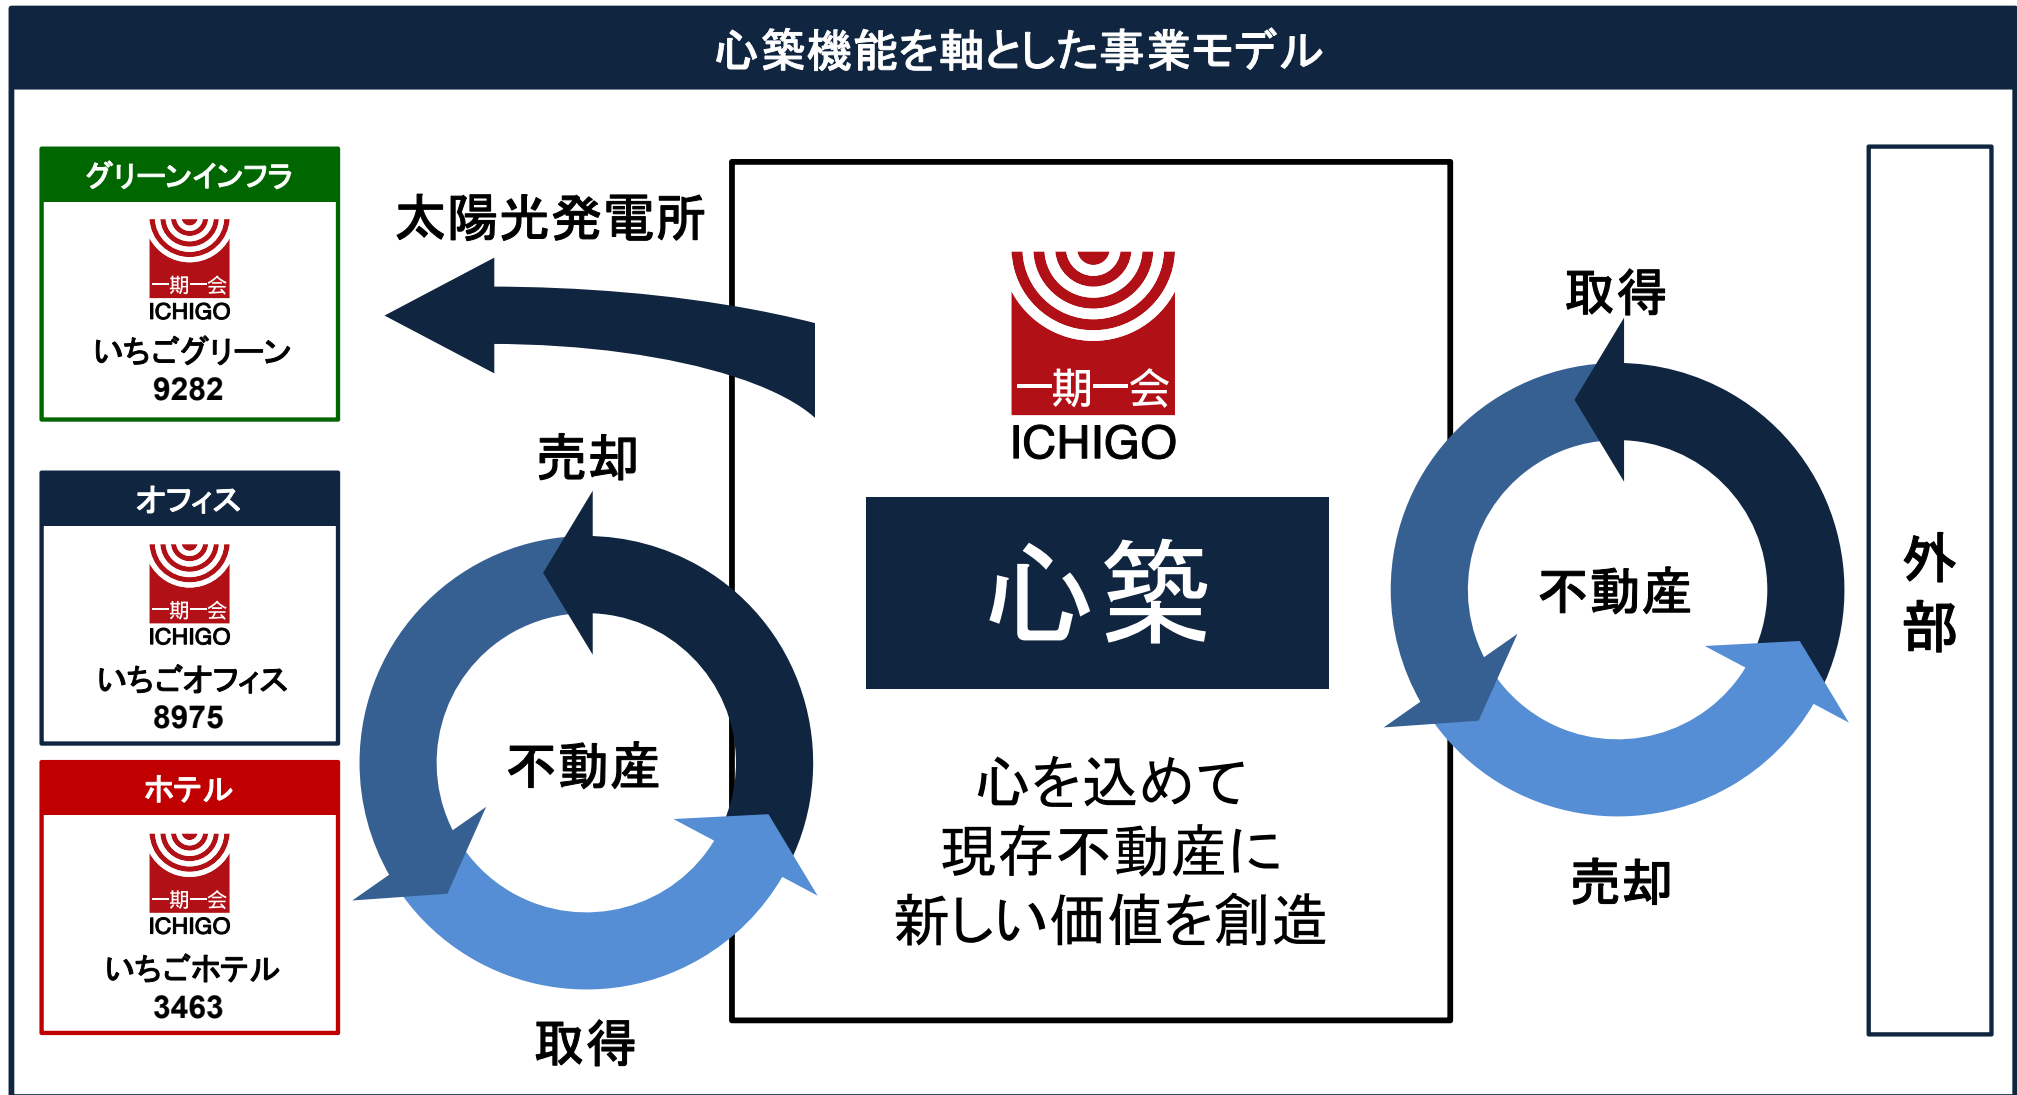 心築機能を軸とした事業モデル
グリーンインフラ
一期一会
ICHIGO
いちごグリーン
9282
オフィス
一期一会
ICHIGO
いちごオフィス
8975
ホテル
一期一会
ICHIGO
いちごホテル
3463
太陽光発電所
売却
不動産
取得
一期一会
ICHIGO
心築
心を込めて
現存不動産に
新しい価値を創造
取得
不動産
売却
外部